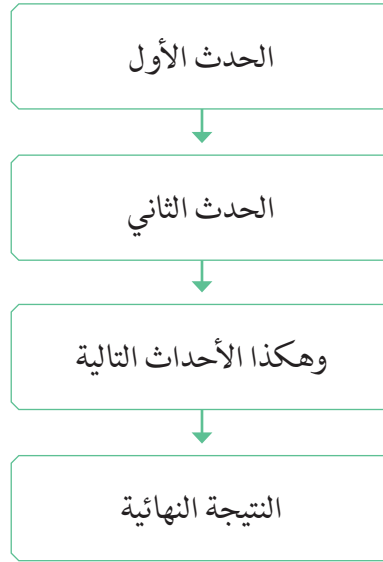 الحدث الأول
الحدث الثاني
وهكذا الأحداث التالية
النتيجة النهائية